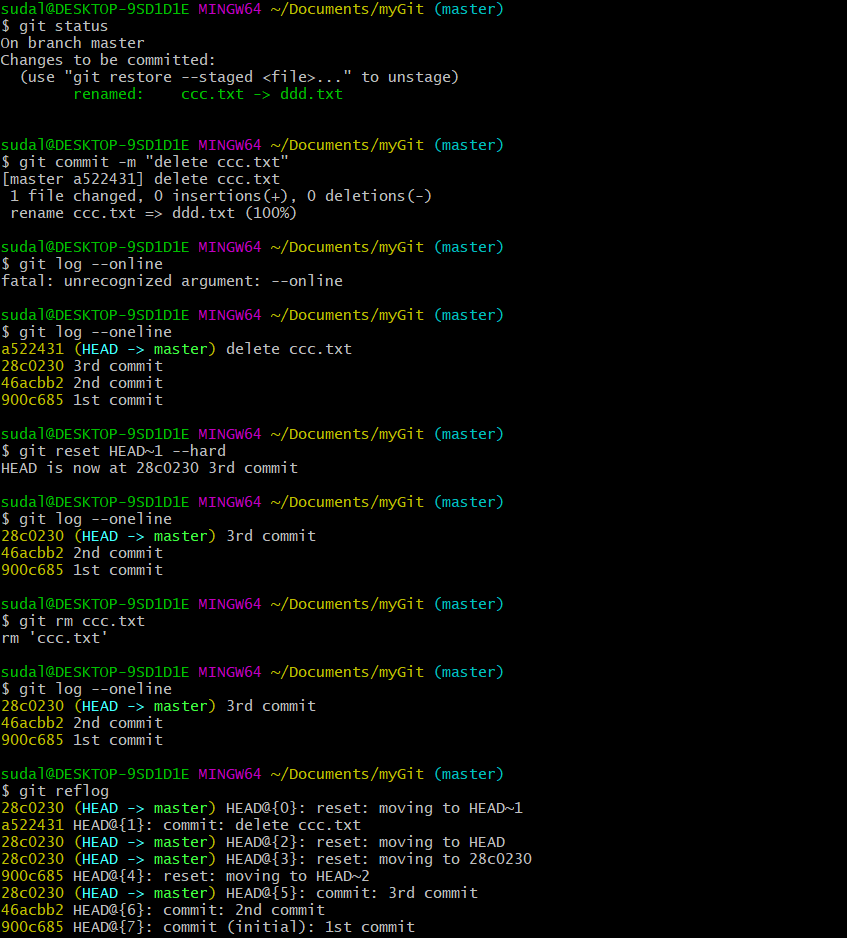 sudal@DESKTOP-9SD1D1E MINGW64 ~/Documents/myGit (master)
$ git status
On branch master
Changes to be committed:
  (use "git restore --staged <file>..." to unstage)
        renamed:    ccc.txt -> ddd.txt
sudal@DESKTOP-9SD1D1E MINGW64 ~/Documents/myGit (master)
$ git commit -m "delete ccc.txt"
[master a522431] delete ccc.txt
 1 file changed, 0 insertions(+), 0 deletions(-)
 rename ccc.txt => ddd.txt (100%)
sudal@DESKTOP-9SD1D1E MINGW64 ~/Documents/myGit (master)
$ git log --online
fatal: unrecognized argument: --online
sudal@DESKTOP-9SD1D1E MINGW64 ~/Documents/myGit (master)
$ git log --oneline
a522431 (HEAD -> master) delete ccc.txt
28c0230 3rd commit
46acbb2 2nd commit
900c685 1st commit
sudal@DESKTOP-9SD1D1E MINGW64 ~/Documents/myGit (master)
$ git reset HEAD~1 --hard
HEAD is now at 28c0230 3rd commit
sudal@DESKTOP-9SD1D1E MINGW64 ~/Documents/myGit (master)
$ git log --oneline
28c0230 (HEAD -> master) 3rd commit
46acbb2 2nd commit
900c685 1st commit
sudal@DESKTOP-9SD1D1E MINGW64 ~/Documents/myGit (master)
$ git rm ccc.txt
rm 'ccc.txt'
sudal@DESKTOP-9SD1D1E MINGW64 ~/Documents/myGit (master)
$ git log --oneline
28c0230 (HEAD -> master) 3rd commit
46acbb2 2nd commit
900c685 1st commit
sudal@DESKTOP-9SD1D1E MINGW64 ~/Documents/myGit (master)
$ git reflog
28c0230 (HEAD -> master) HEAD@{0}: reset: moving to HEAD~1
a522431 HEAD@{1}: commit: delete ccc.txt
28c0230 (HEAD -> master) HEAD@{2}: reset: moving to HEAD
28c0230 (HEAD -> master) HEAD@{3}: reset: moving to 28c0230
900c685 HEAD@{4}: reset: moving to HEAD~2
28c0230 (HEAD -> master) HEAD@{5}: commit: 3rd commit
46acbb2 HEAD@{6}: commit: 2nd commit
900c685 HEAD@{7}: commit (initial): 1st commit